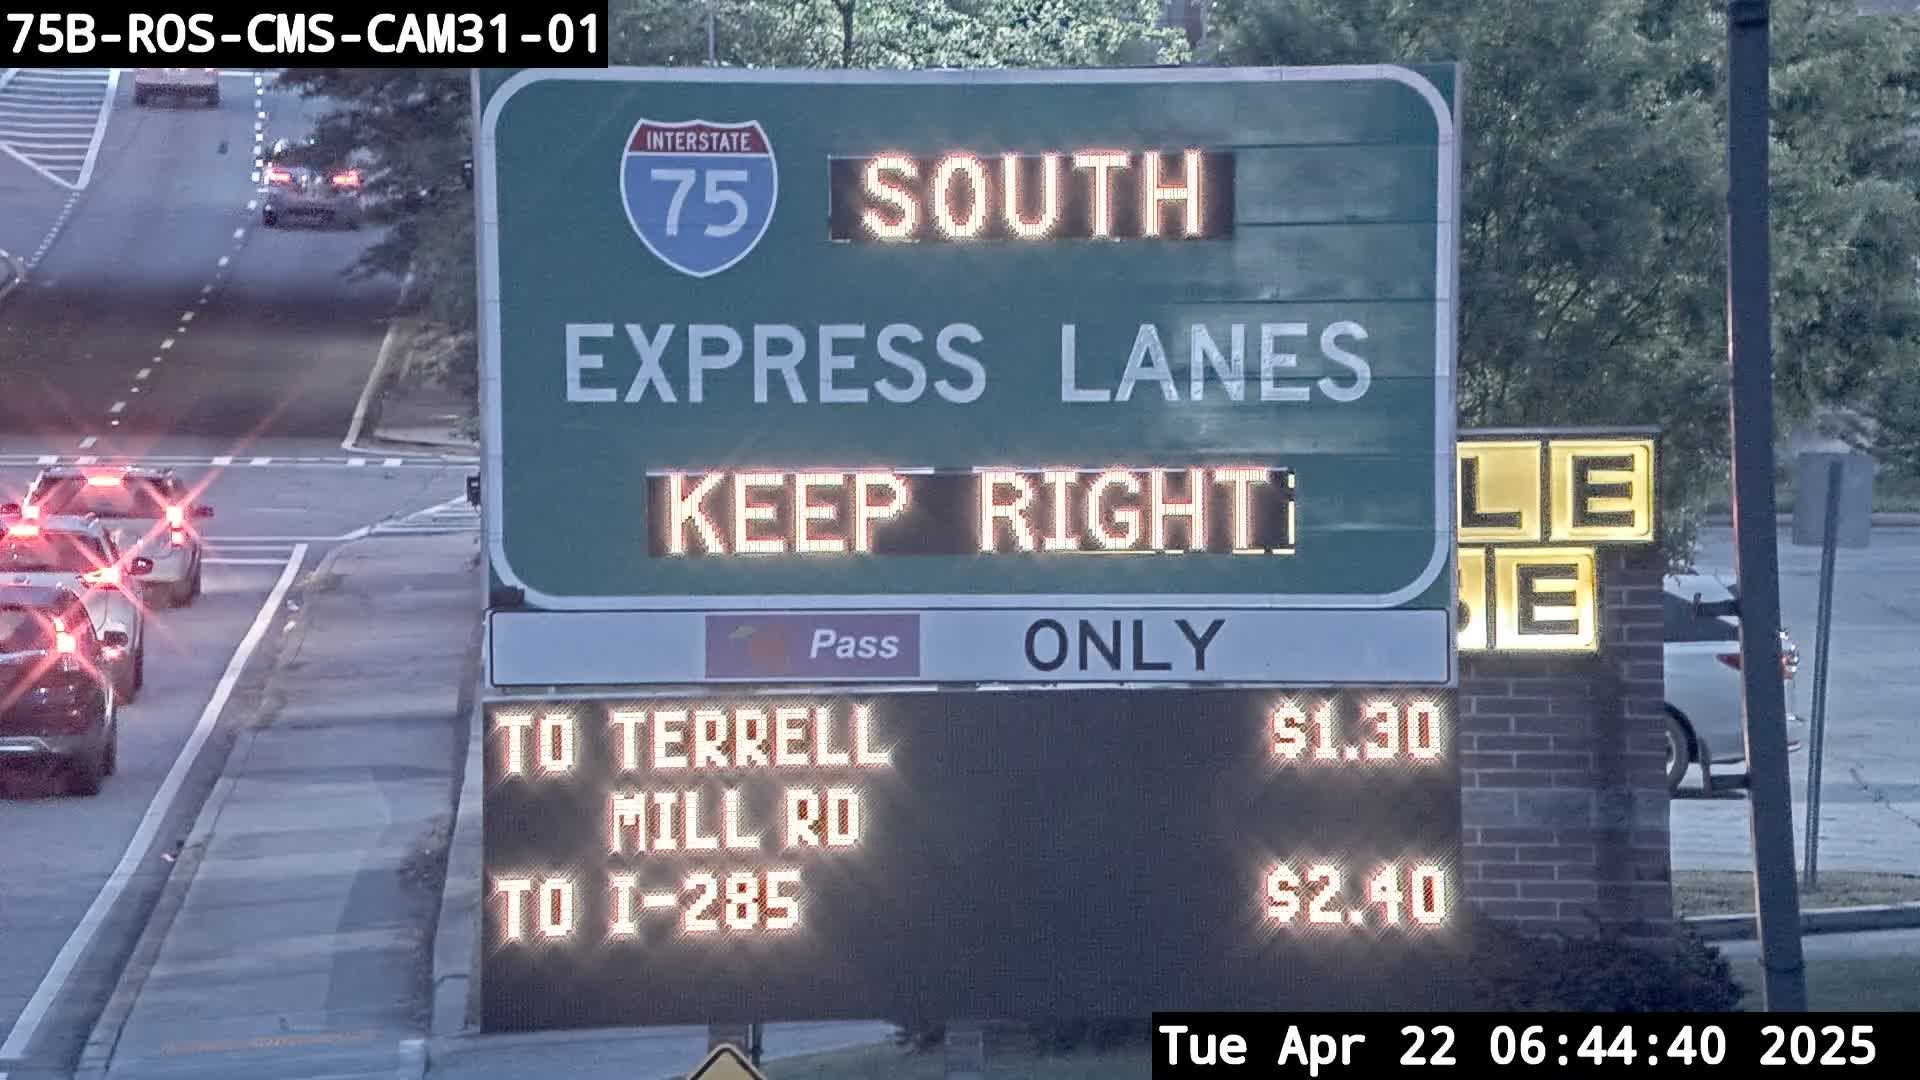 75B-ROS-CMS-CAM31-01
INTERSTATE
75
SOUTH
EXPRESS LANES
KEEP RIGHT
Pass ONLY
TO TERRELL $1.30
MILL RD
TO I-285 $2.40
LE
E
Tue Apr 22 06:44:40 2025